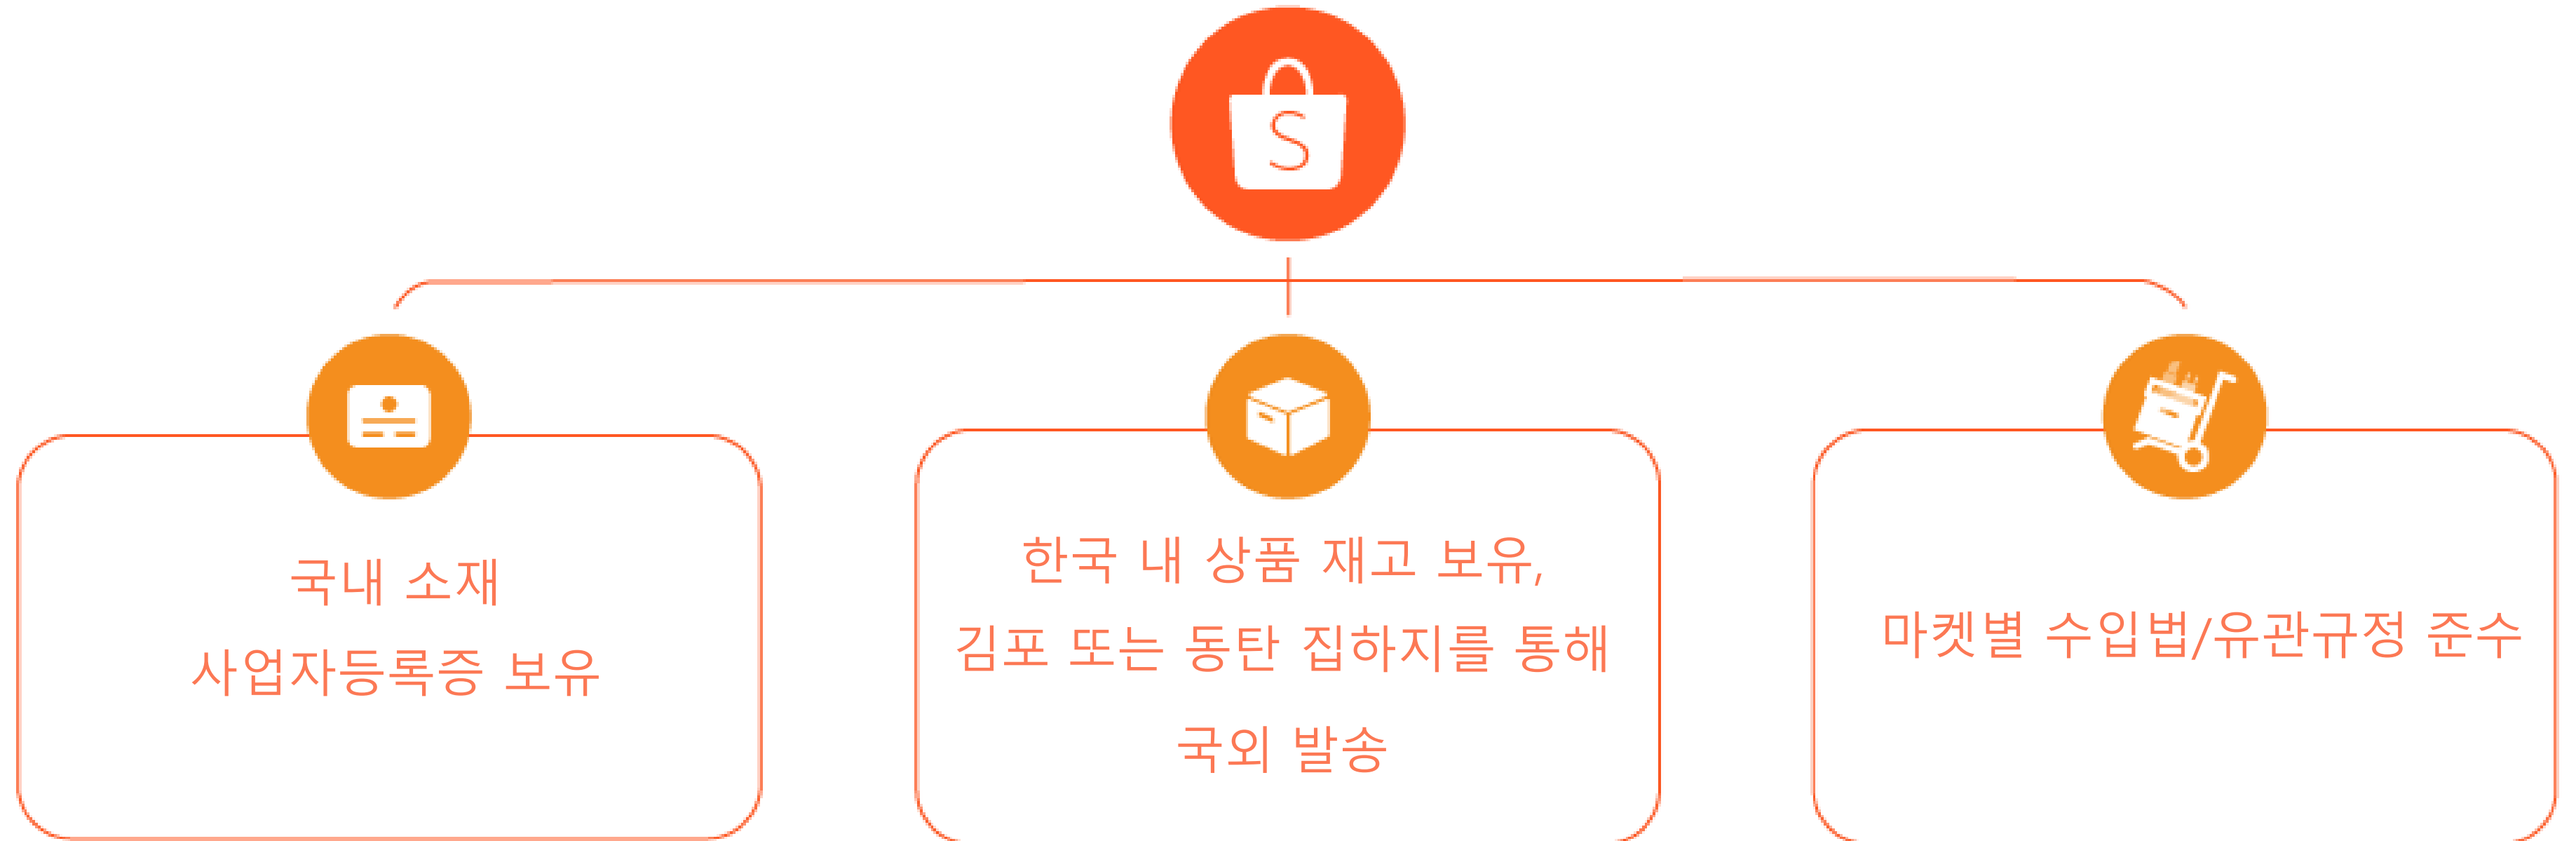 S
국내 소재
사업자등록증 보유
한국 내 상품 재고 보유,
김포 또는 동탄 집하지를 통해
국외 발송
마켓별 수입법/유관규정 준수